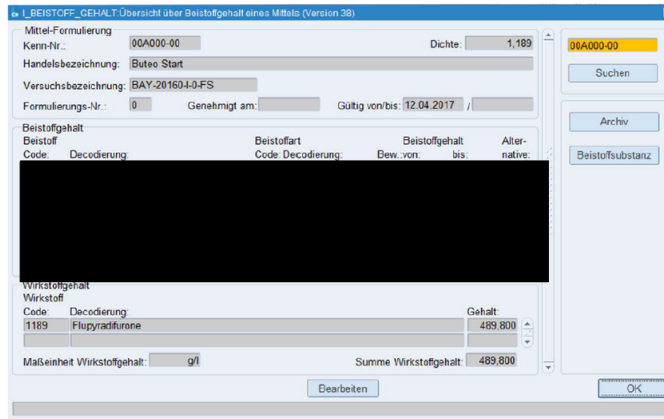 I_BEISTOFF_GEHALT:Übersicht über Beistoffgehalt eines Mittels (Version 38)
Mittel-Formulierung
Kenn-Nr.: 00A000-00 Dichte: 1,189
Handelsbezeichnung: Buteo Start
Versuchsbezeichnung: BAY-20160-I-0-FS
Formulierungs-Nr.: 0 Genehmigt am: Gültig von/bis: 12.04.2017 /
00A000-00
Suchen
Archiv
Beistoffsubstanz
Beistoffgehalt
Beistoff Beistoffart Beistoffgehalt Alter-
Code: Decodierung: Code: Decodierung: Bew.:von: bis: native:
Wirkstoffgehalt
Wirkstoff
Code: Decodierung: Gehalt:
1189 Flupyradifurone 489,800
Maßeinheit Wirkstoffgehalt: g/l Summe Wirkstoffgehalt: 489,800
Bearbeiten OK